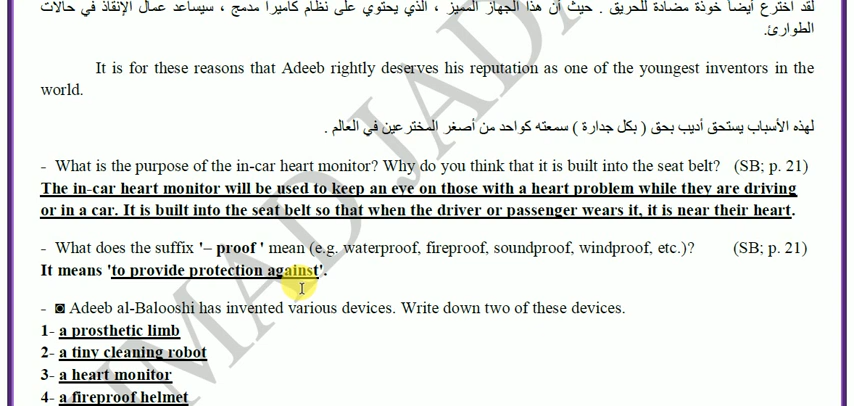 لقد اخترع أيضاً خوذة مضادة للحريق . حيث أن هذا الجهاز المميز ، الذي يحتوي على نظام كاميرا مدمج ، سيساعد عمال الإنقاذ في حالات
الطوارئ.
It is for these reasons that Adeeb rightly deserves his reputation as one of the youngest inventors in the
world.
لهذه الأسباب يستحق أديب بحق ( بكل جدارة ) سمعته كواحد من أصغر المخترعين في العالم .
- What is the purpose of the in-car heart monitor? Why do you think that it is built into the seat belt? (SB; p. 21)
The in-car heart monitor will be used to keep an eye on those with a heart problem while they are driving
or in a car. It is built into the seat belt so that when the driver or passenger wears it, it is near their heart.
- What does the suffix '– proof ' mean (e.g. waterproof, fireproof, soundproof, windproof, etc.)? (SB; p. 21)
It means 'to provide protection against'.
- ◙ Adeeb al-Balooshi has invented various devices. Write down two of these devices.
1- a prosthetic limb
2- a tiny cleaning robot
3- a heart monitor
4- a fireproof helmet
IMAD JADA